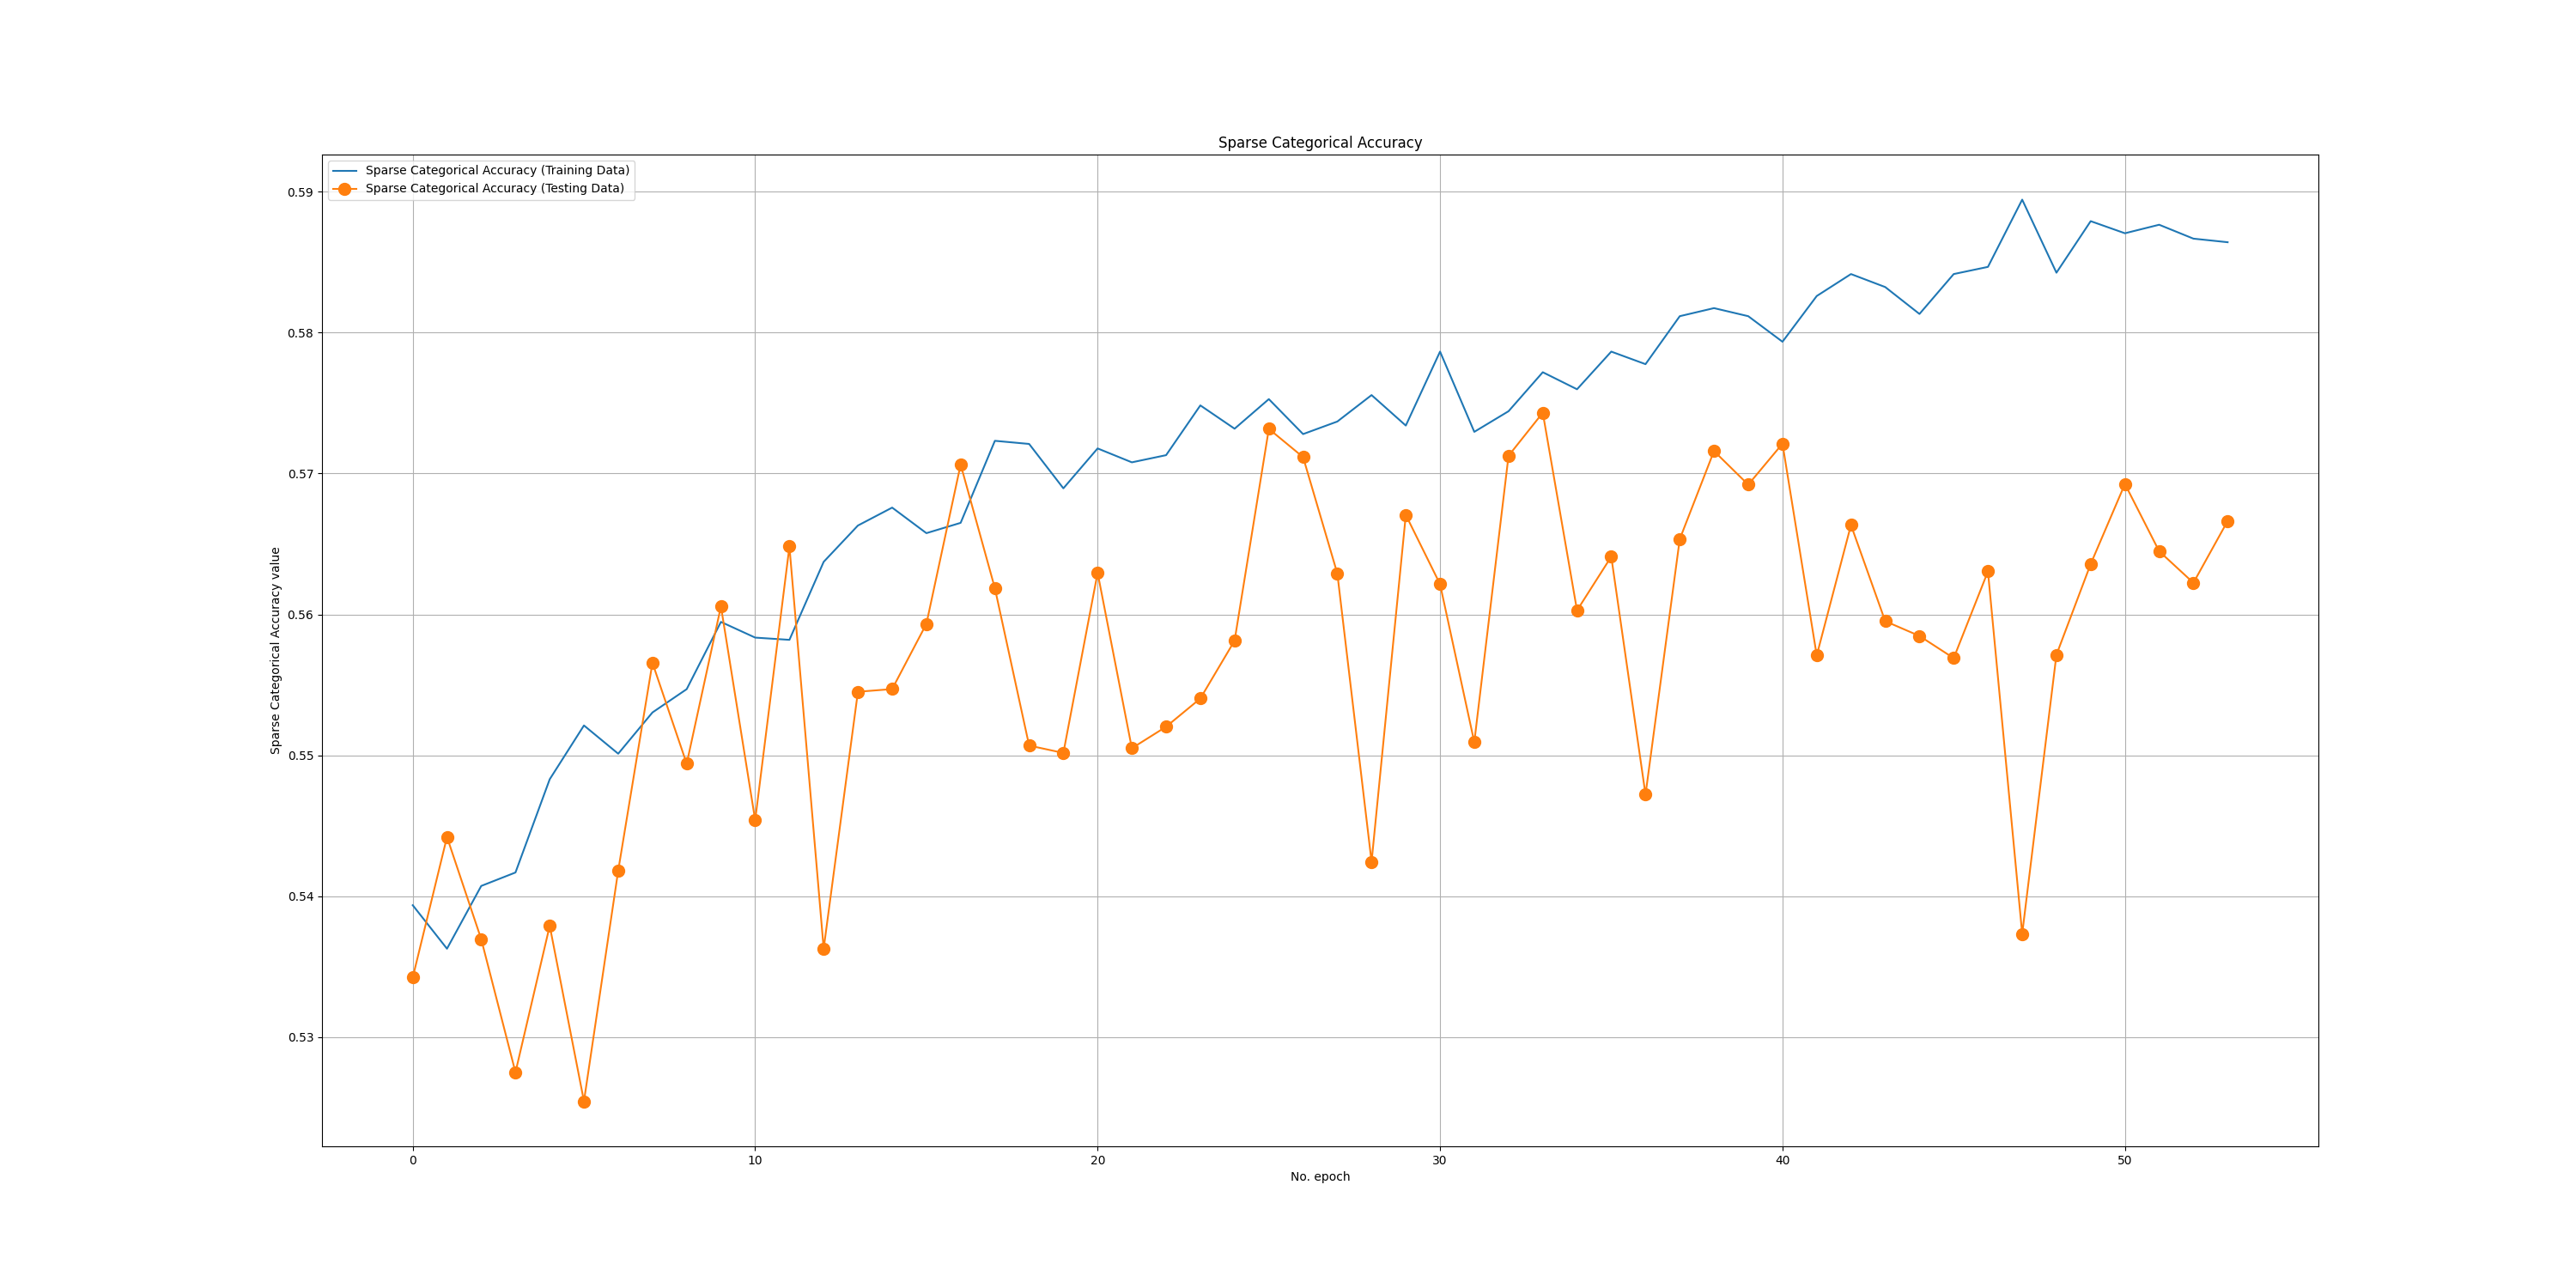 Sparse Categorical Accuracy
Sparse Categorical Accuracy (Training Data)
Sparse Categorical Accuracy (Testing Data)
Sparse Categorical Accuracy value
0.59
0.58
0.57
0.56
0.55
0.54
0.53
0 10 20 30 40 50
No. epoch